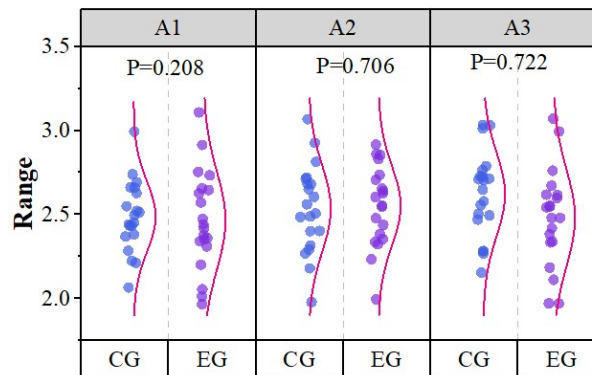 A1 A2 A3
3.5
P=0.208 P=0.706 P=0.722
3.0
Range
2.5
2.0
CG EG CG EG CG EG